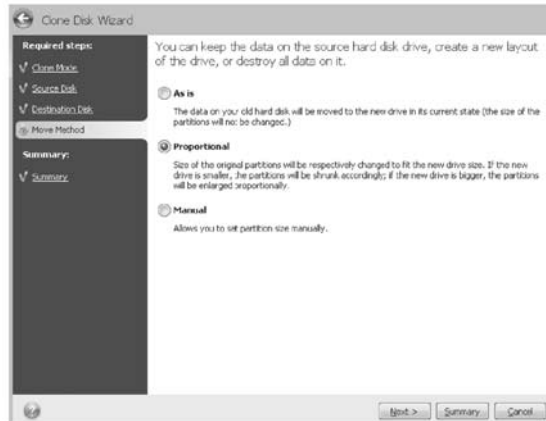 Clone Disk Wizard
Required steps:
Clone Mode
Source Disk
Destination Disk
Move Method
Summary:
Summary
You can keep the data on the source hard disk drive, create a new layout
of the drive, or destroy all data on it.
As is
The data on your old hard disk will be moved to the new drive in its current state (the size of the
partitions will not be changed.)
Proportional
Size of the original partitions will be respectively changed to fit the new drive size. If the new
drive is smaller, the partitions will be shrunk accordingly; if the new drive is bigger, the partitions
will be enlarged proportionally.
Manual
Allows you to set partition size manually.
Next >
Summary
Cancel